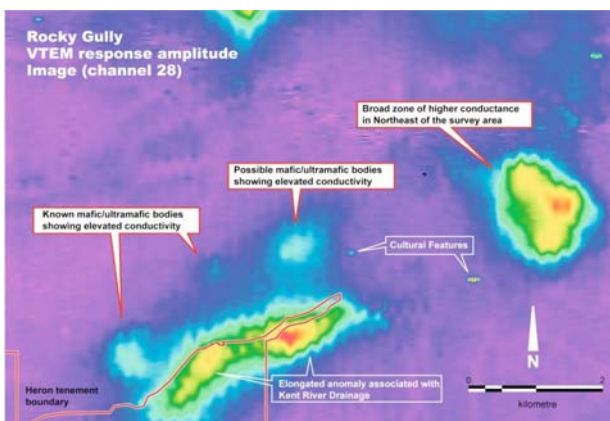 Rocky Gully
VTEM response amplitude
Image (channel 28)
Broad zone of higher conductance
in Northeast of the survey area
Possible mafic/ultramafic bodies
showing elevated conductivity
Known mafic/ultramafic bodies
showing elevated conductivity
Cultural Features
N
Heron tenement
boundary
Elongated anomaly associated with
Kent River Drainage
0 2
kilometre